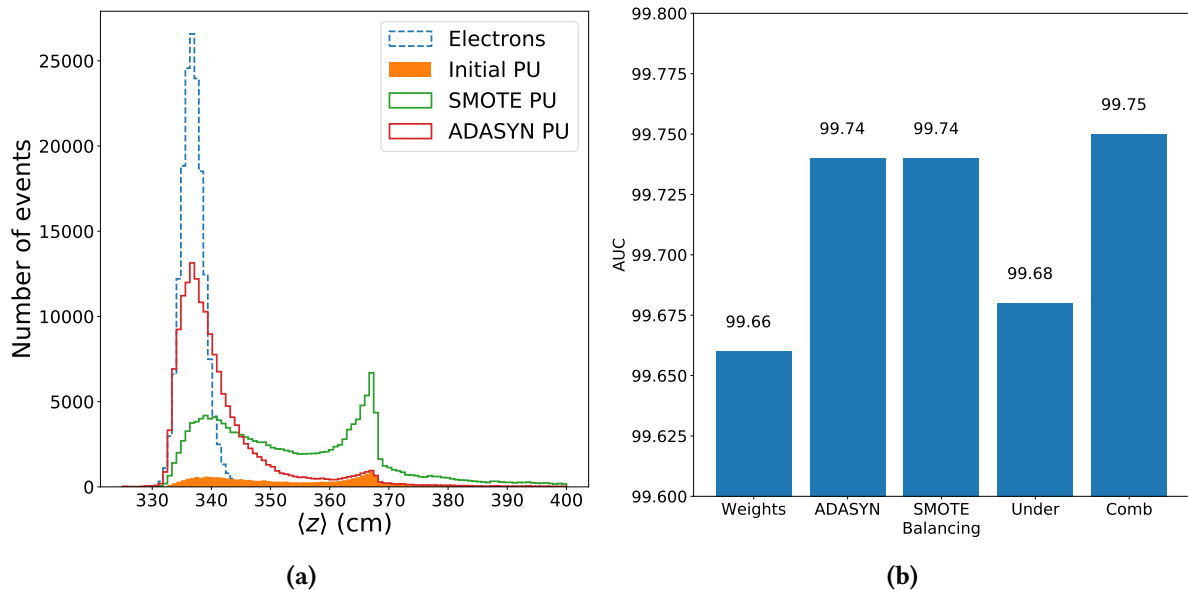 Number of events
25000
20000
15000
10000
5000
0
330 340 350 360 370 380 390 400
⟨z⟩ (cm)
Electrons
Initial PU
SMOTE PU
ADASYN PU
(a)
AUC
99.800
99.775
99.750
99.725
99.700
99.675
99.650
99.625
99.600
99.66
99.74
99.74
99.68
99.75
Weights ADASYN SMOTE Under Comb
Balancing
(b)